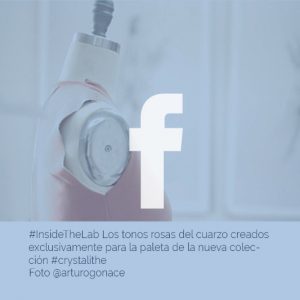 f
#InsideTheLab Los tonos rosas del cuarzo creados
exclusivamente para la paleta de la nueva colec-
ción #crystalithe
Foto @arturogonace